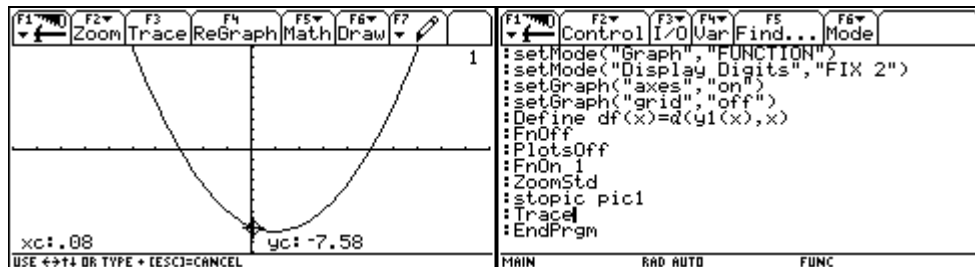 F1 F2 Zoom F3 Trace F4 ReGraph F5 Math F6 Draw F7
1
xc:.08 yc:-7.58
USE ←→↑↓ OR TYPE + [ESC]=CANCEL
F1 F2 Control F3 I/O F4 Var F5 Find... F6 Mode
:setMode("Graph","FUNCTION")
:setMode("Display Digits","FIX 2")
:setGraph("axes","on")
:setGraph("grid","off")
:Define df(x)=d(y1(x),x)
:FnOff
:PlotsOff
:FnOn 1
:ZoomStd
:stopic pic1
:Trace
:EndPrgm
MAIN RAD AUTO FUNC